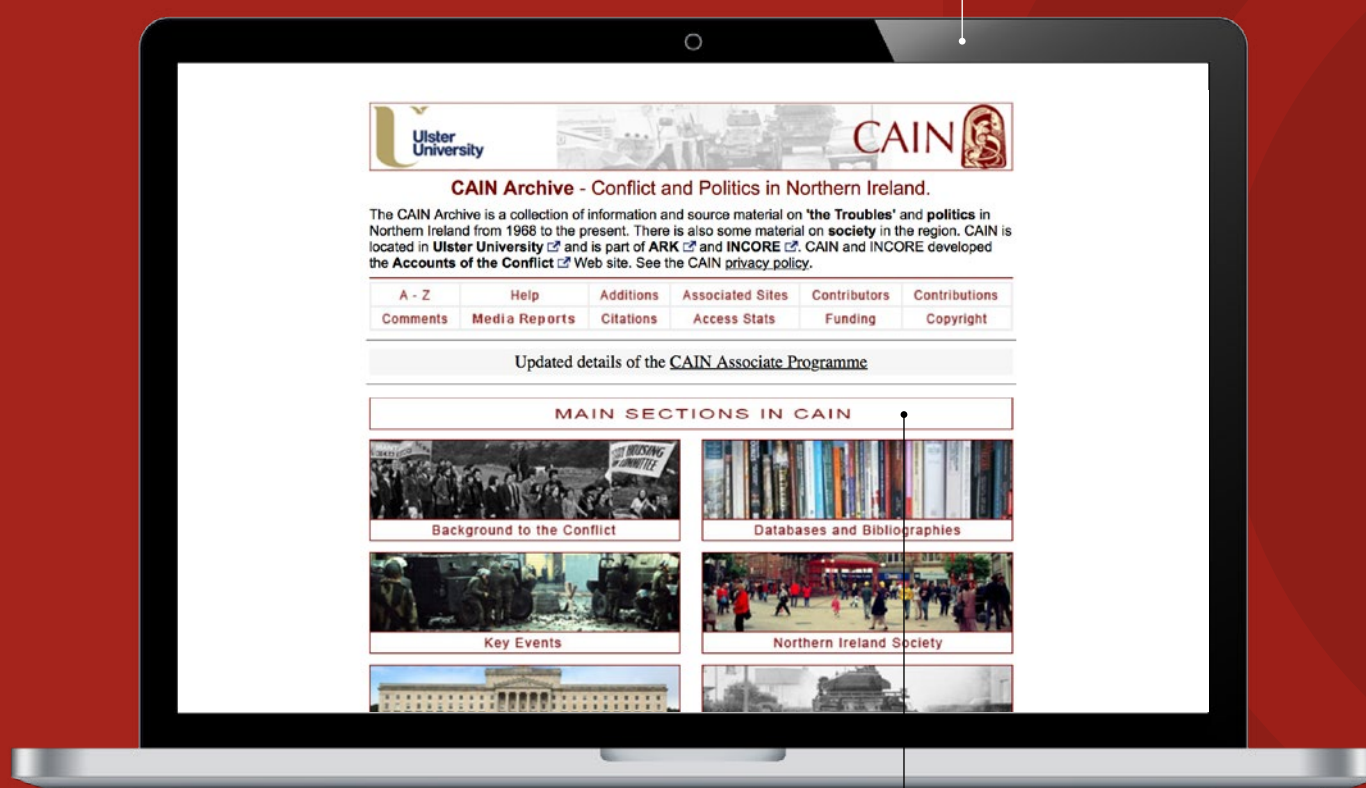 Ulster
University
CAIN
CAIN Archive - Conflict and Politics in Northern Ireland.
The CAIN Archive is a collection of information and source material on 'the Troubles' and politics in
Northern Ireland from 1968 to the present. There is also some material on society in the region. CAIN is
located in Ulster University and is part of ARK and INCORE. CAIN and INCORE developed
the Accounts of the Conflict Web site. See the CAIN privacy policy.
A - Z Help Additions Associated Sites Contributors Contributions
Comments Media Reports Citations Access Stats Funding Copyright
Updated details of the CAIN Associate Programme
MAIN SECTIONS IN CAIN
HOUSING
COMMITTEE
Background to the Conflict Databases and Bibliographies
Key Events Northern Ireland Society